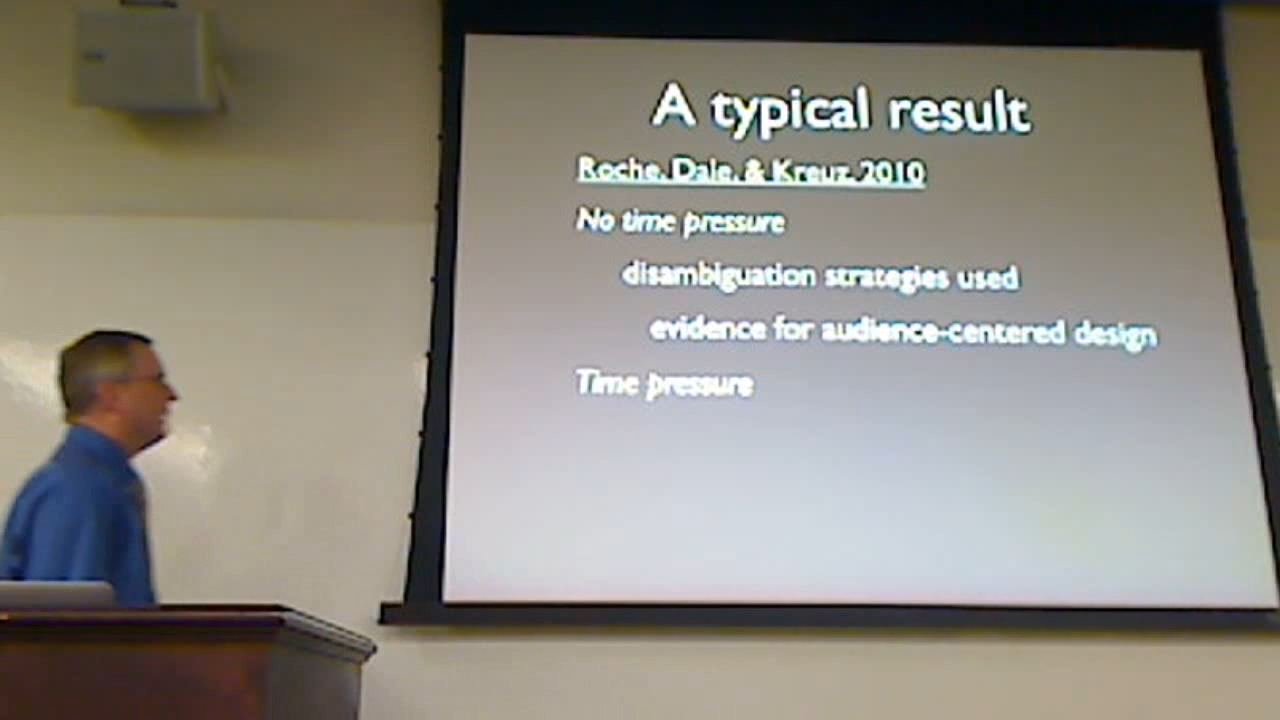 A typical result
Roche, Dale, & Kreuz, 2010
No time pressure
disambiguation strategies used
evidence for audience-centered design
Time pressure